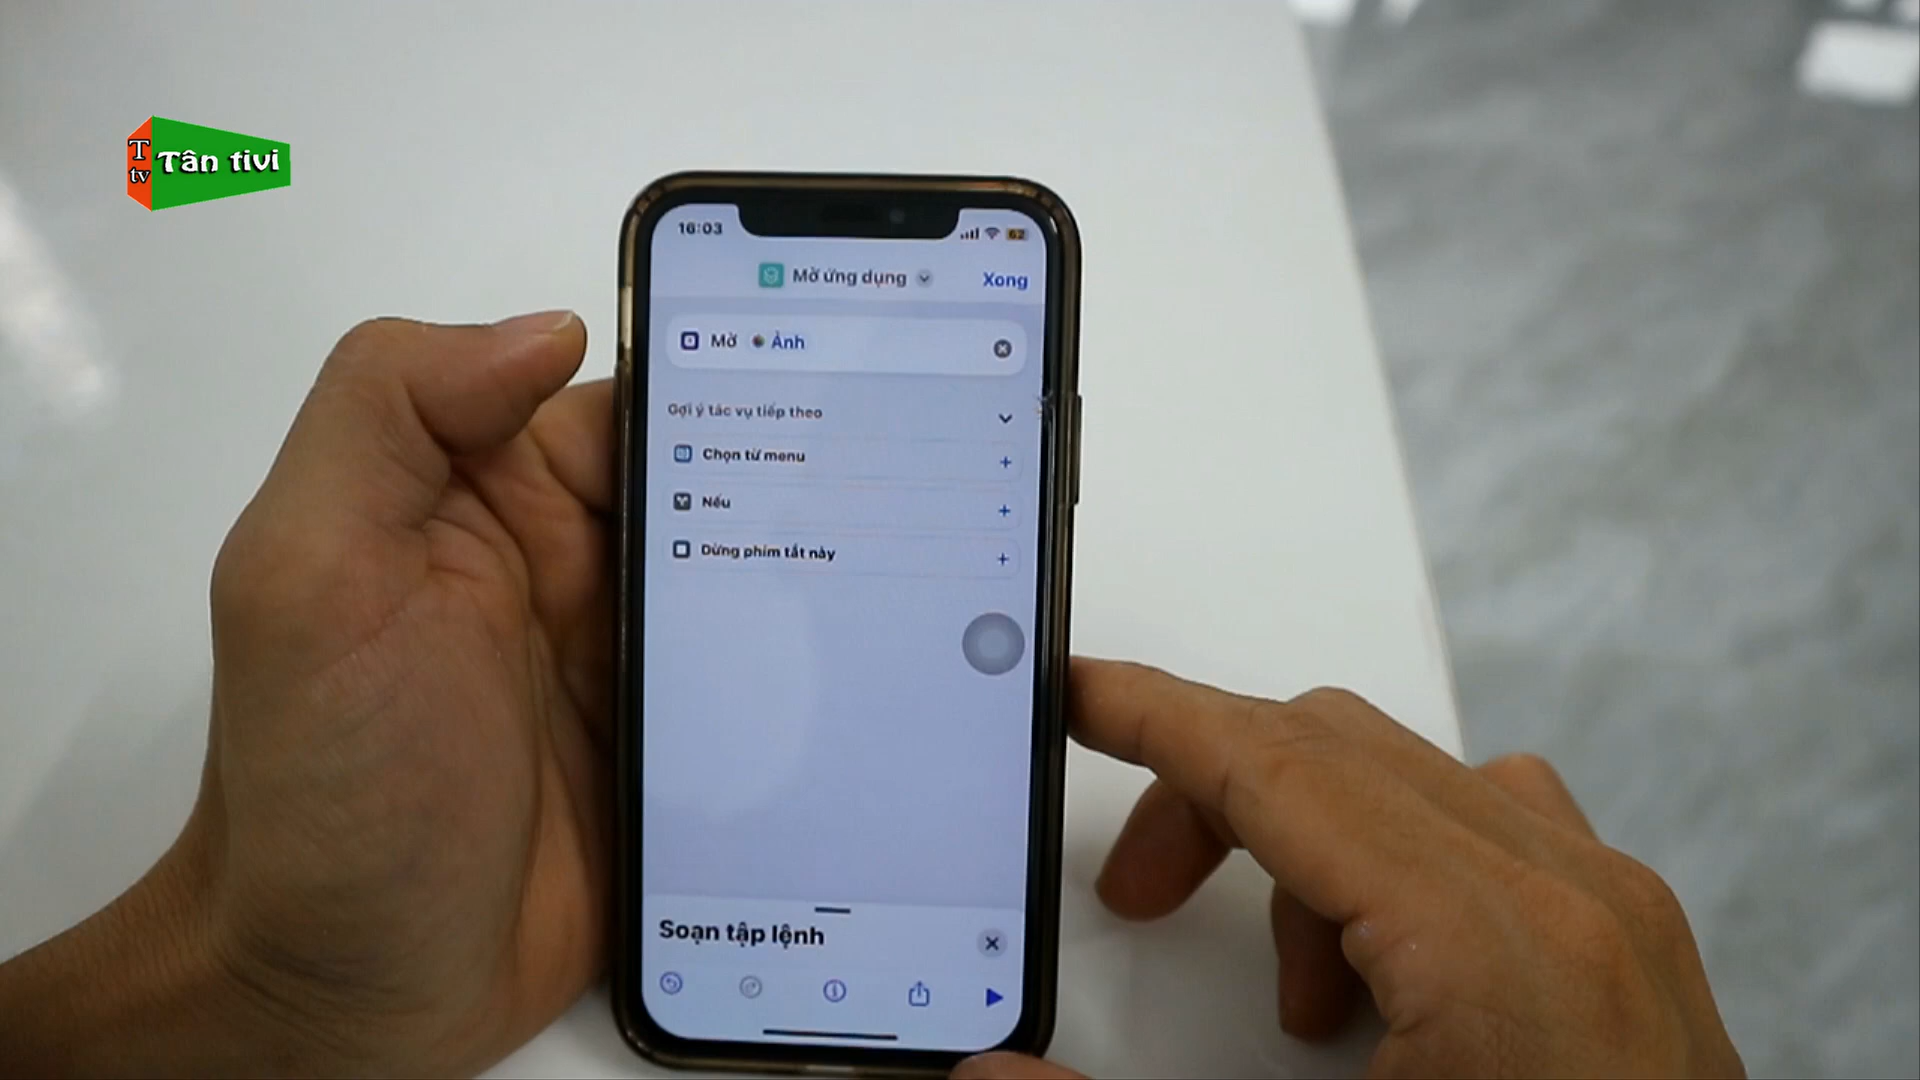 T
tv
Tân tivi
16:03
62
Mở ứng dụng
Xong
Mở Ảnh
Gợi ý tác vụ tiếp theo
Chọn từ menu
Nếu
Dừng phím tắt này
Soạn tập lệnh